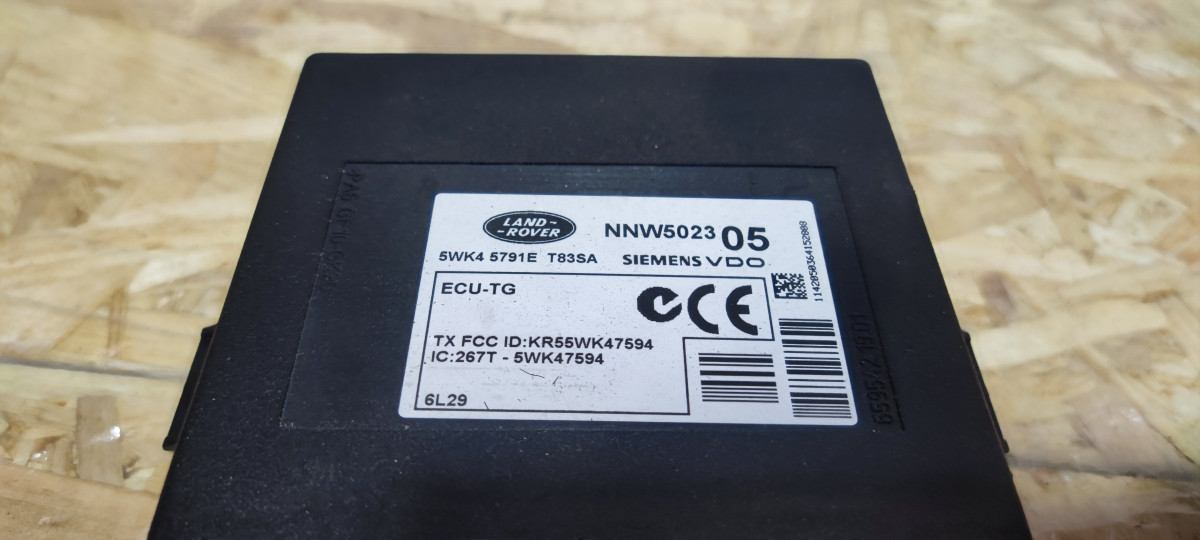 LAND-
-ROVER
NNW5023 05
5WK4 5791E T83SA SIEMENS VDO
ECU-TG
CE
TX FCC ID:KR55WK47594
IC:267T - 5WK47594
6L29